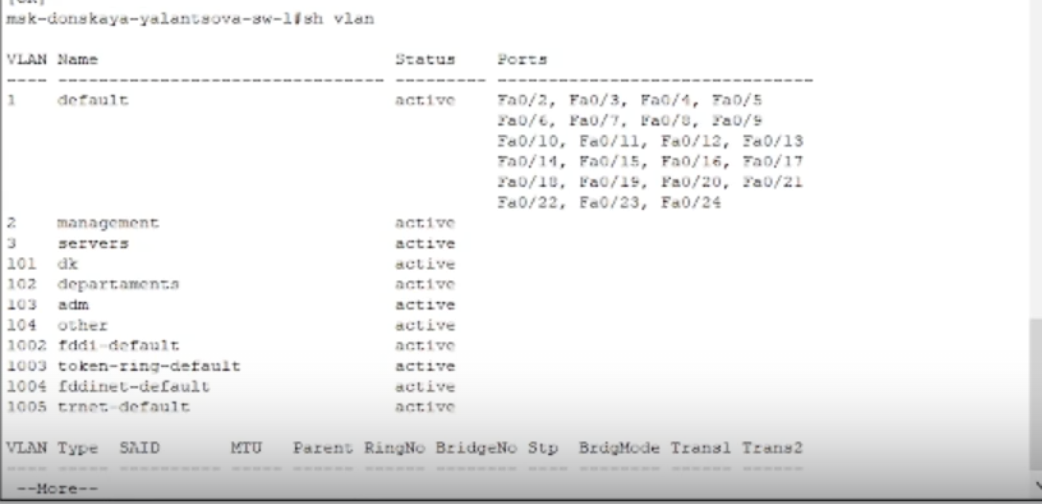 msk-donskaya-yalantsova-sw-1#sh vlan
VLAN Name Status Ports
---- -------------------------------- --------- -------------------------------
1 default active Fa0/2, Fa0/3, Fa0/4, Fa0/5
Fa0/6, Fa0/7, Fa0/8, Fa0/9
Fa0/10, Fa0/11, Fa0/12, Fa0/13
Fa0/14, Fa0/15, Fa0/16, Fa0/17
Fa0/18, Fa0/19, Fa0/20, Fa0/21
Fa0/22, Fa0/23, Fa0/24
2 management active
3 servers active
101 dk active
102 departaments active
103 adm active
104 other active
1002 fddi-default active
1003 token-ring-default active
1004 fddinet-default active
1005 trnet-default active
VLAN Type SAID MTU Parent RingNo BridgeNo Stp BrdgMode Trans1 Trans2
---- ----- ---------- ----- ------ ------ -------- ---- -------- ------ ------
--More--